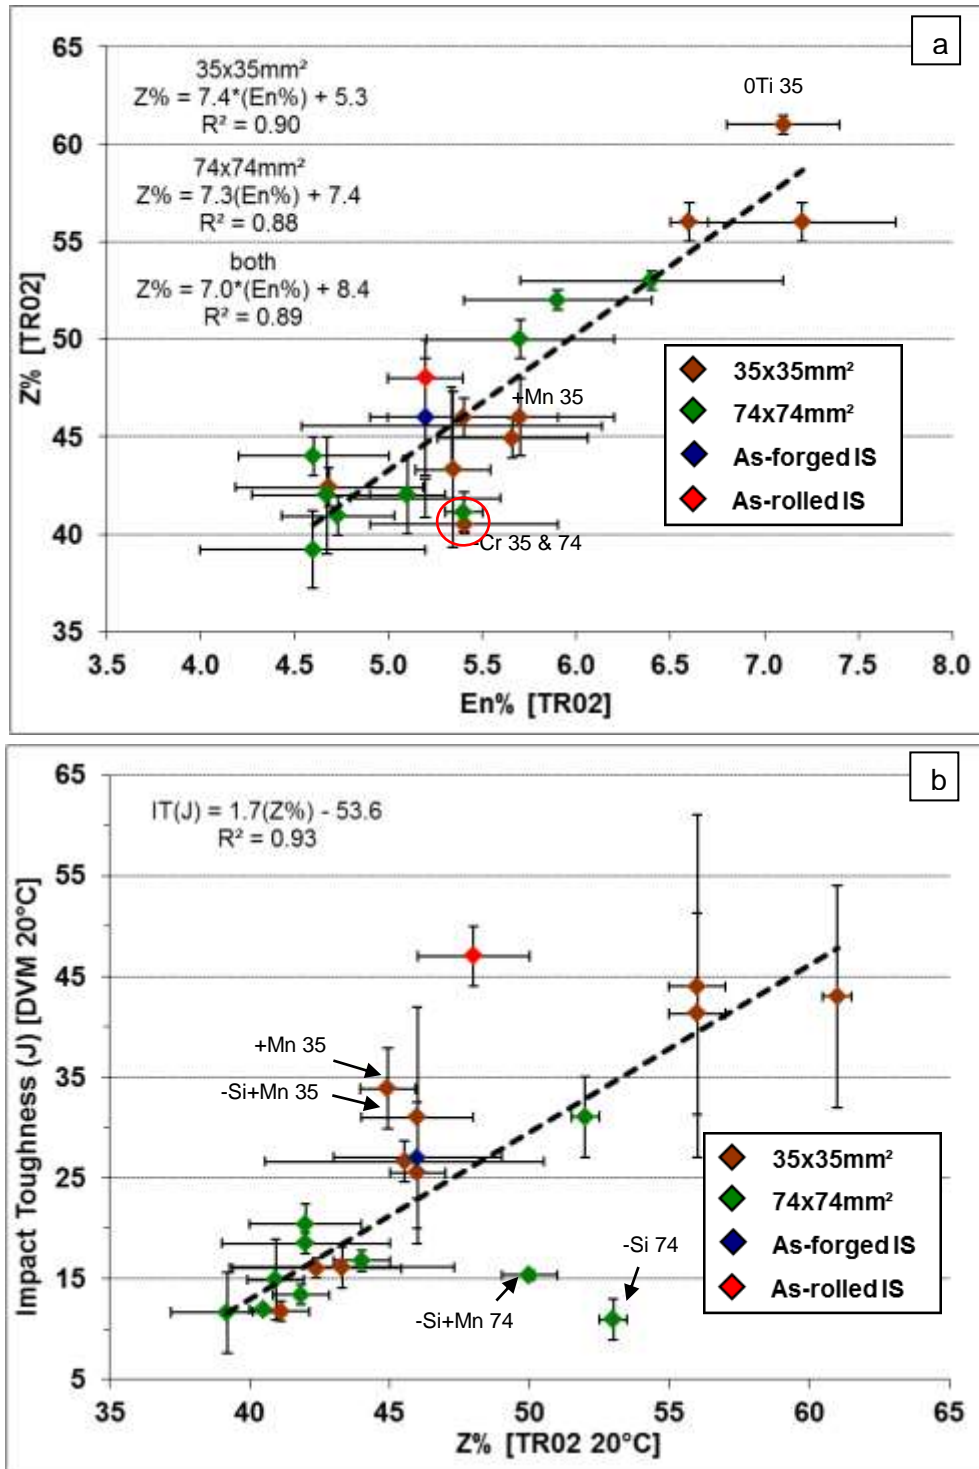 a
65
60
55
50
45
40
35
Z% [TR02]
35x35mm²
Z% = 7.4*(En%) + 5.3
R² = 0.90
74x74mm²
Z% = 7.3(En%) + 7.4
R² = 0.88
both
Z% = 7.0*(En%) + 8.4
R² = 0.89
0Ti 35
+Mn 35
-Cr 35 & 74
35x35mm²
74x74mm²
As-forged IS
As-rolled IS
3.5 4.0 4.5 5.0 5.5 6.0 6.5 7.0 7.5 8.0
En% [TR02]
b
65
55
45
35
25
15
5
Impact Toughness (J) [DVM 20°C]
IT(J) = 1.7(Z%) - 53.6
R² = 0.93
+Mn 35
-Si+Mn 35
-Si 74
-Si+Mn 74
35x35mm²
74x74mm²
As-forged IS
As-rolled IS
35 40 45 50 55 60 65
Z% [TR02 20°C]